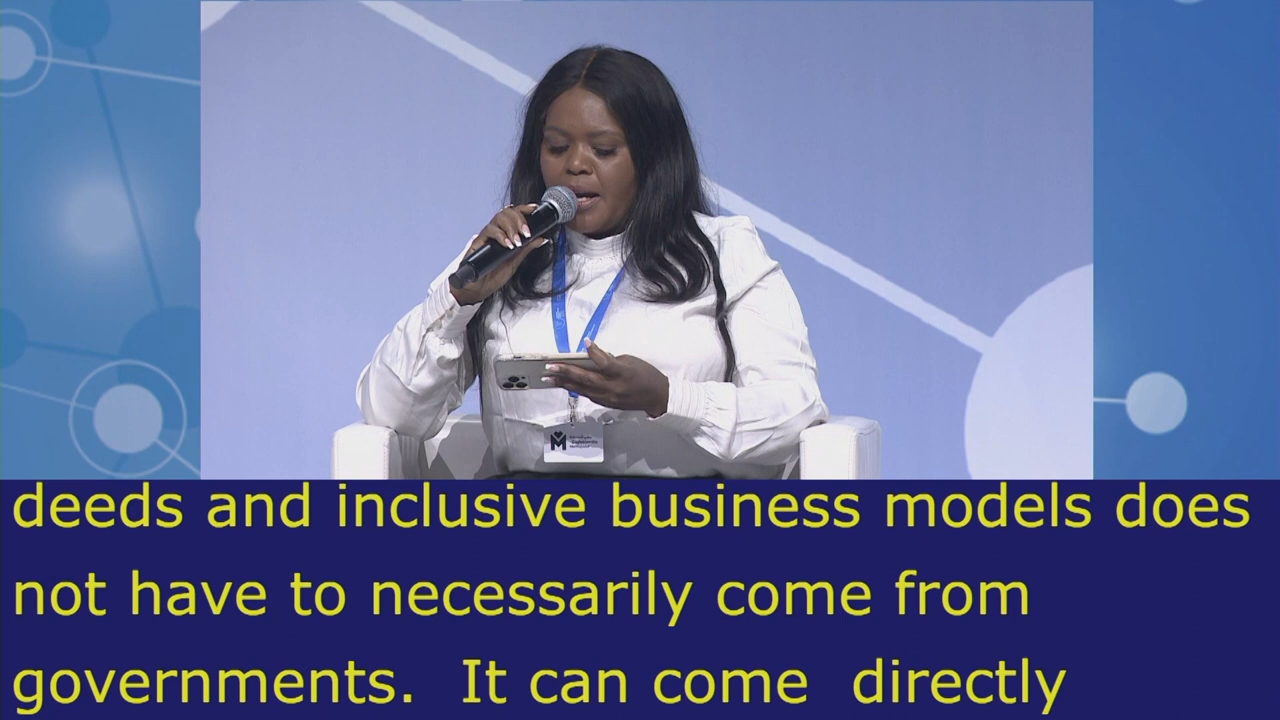 deeds and inclusive business models does
not have to necessarily come from
governments.  It can come  directly